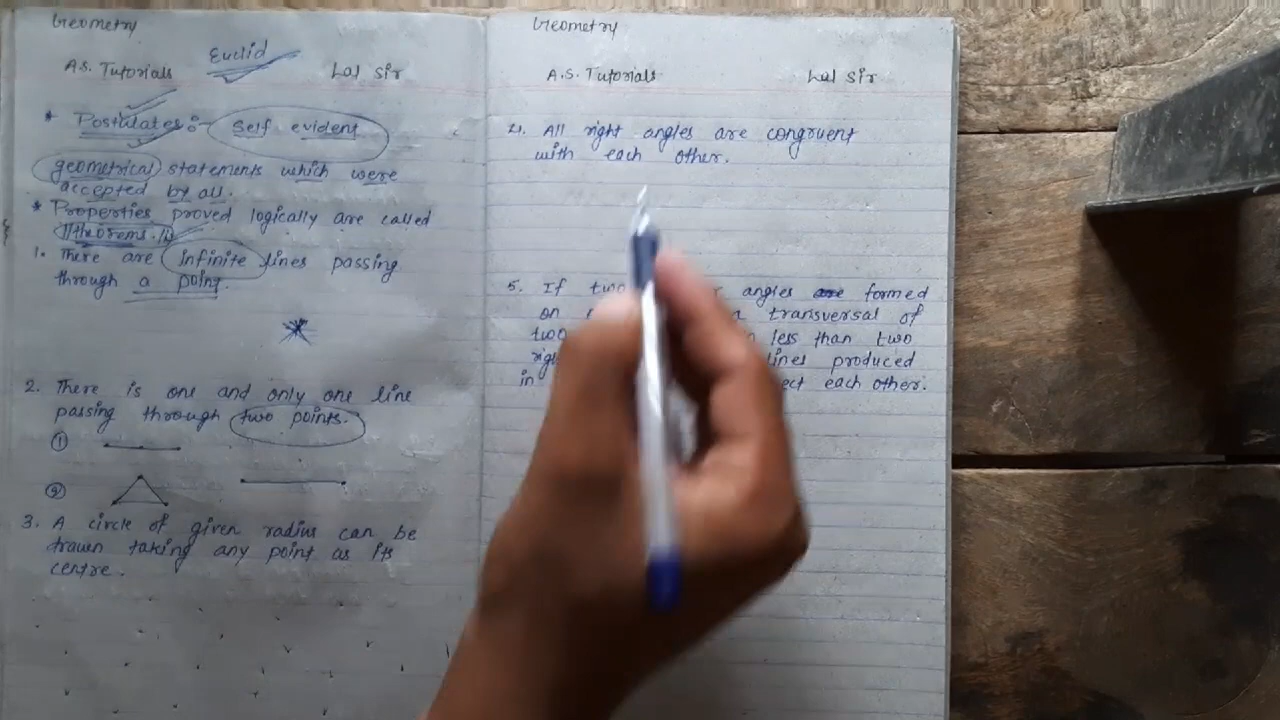 Geometry
Euclid
A.S. Tutorials Lal Sir
* Postulates :- Self evident
geometrical statements which were
accepted by all.
* Properties proved logically are called
theorems.
1. There are infinite lines passing
through a point.
2. There is one and only one line
passing through two points.
①
②
3. A circle of given radius can be
drawn taking any point as its
centre.
Geometry
A.S. Tutorials Lal Sir
4. All right angles are congruent
with each other.
5. If two angles are formed
on a transversal of
two less than two
lines produced
in each other.